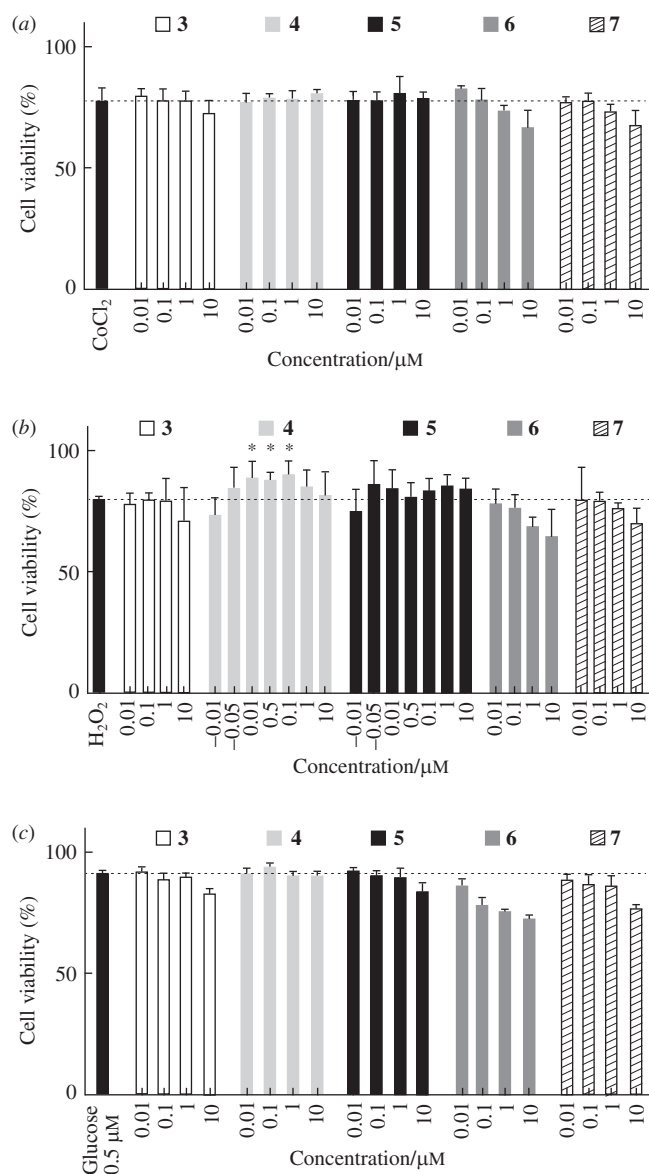 (a)
3 4 5 6 7
100
50
0
Cell viability (%)
CoCl2 0.01 0.1 1 10 0.01 0.1 1 10 0.01 0.1 1 10 0.01 0.1 1 10 0.01 0.1 1 10
Concentration/μM
(b)
3 4 5 6 7
* * *
100
50
0
Cell viability (%)
H2O2 0.01 0.1 1 10 –0.01 –0.05 0.01 0.5 0.1 1 10 –0.01 –0.05 0.01 0.5 0.1 1 10 0.01 0.1 1 10 0.01 0.1 1 10
Concentration/μM
(c)
3 4 5 6 7
100
50
0
Cell viability (%)
Glucose
0.5 μM
0.01 0.1 1 10 0.01 0.1 1 10 0.01 0.1 1 10 0.01 0.1 1 10 0.01 0.1 1 10
Concentration/μM